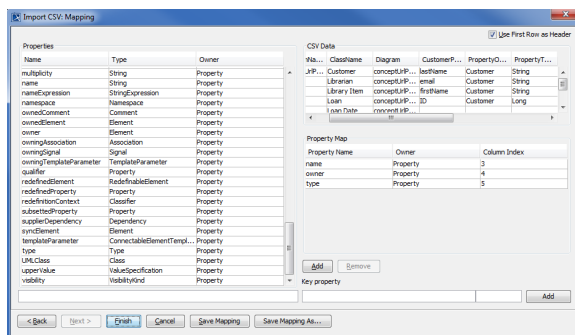 Import CSV: Mapping
Use First Row as Header
Properties
Name Type Owner
multiplicity String Property
name String Property
nameExpression StringExpression Property
namespace Namespace Property
ownedComment Comment Property
ownedElement Element Property
owner Element Property
owningAssociation Association Property
owningSignal Signal Property
owningTemplateParameter TemplateParameter Property
qualifier Property Property
redefinedElement RedefinableElement Property
redefinedProperty Property Property
redefinitionContext Classifier Property
subsettedProperty Property Property
supplierDependency Dependency Property
syncElement Element Property
templateParameter ConnectableElementTempl... Property
type Type Property
UMLClass Class Property
upperValue ValueSpecification Property
visibility VisibilityKind Property
CSV Data
Na... ClassName Diagram CustomerP... PropertyO... PropertyT...
UrlP... Customer conceptUrlP... lastName Customer String
Librarian conceptUrlP... email Customer String
Library Item conceptUrlP... firstName Customer String
Loan conceptUrlP... ID Customer Long
Loan Date conceptUrlP...
Property Map
Property Name Owner Column Index
name Property 3
owner Property 4
type Property 5
Add Remove
Key property
Add
< Back Next > Finish Cancel Save Mapping Save Mapping As...